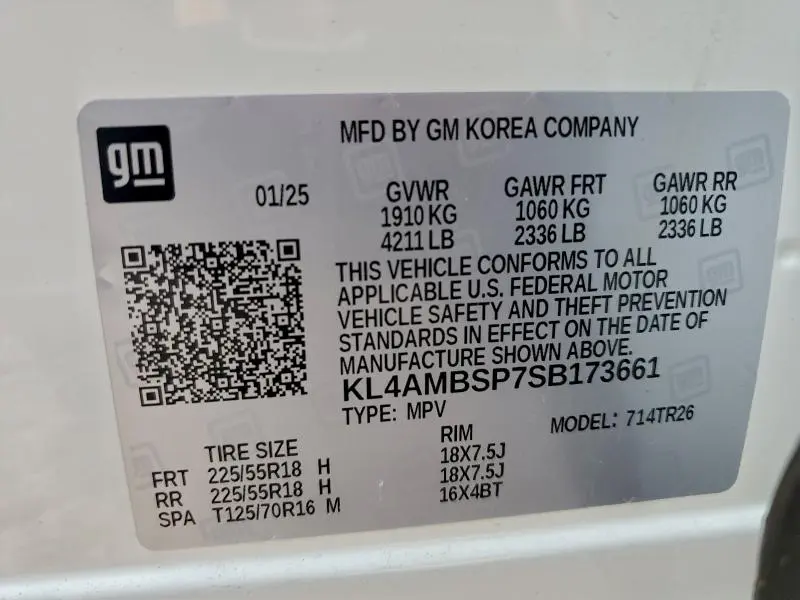 gm
MFD BY GM KOREA COMPANY
01/25
GVWR GAWR FRT GAWR RR
1910 KG 1060 KG 1060 KG
4211 LB 2336 LB 2336 LB
THIS VEHICLE CONFORMS TO ALL
APPLICABLE U.S. FEDERAL MOTOR
VEHICLE SAFETY AND THEFT PREVENTION
STANDARDS IN EFFECT ON THE DATE OF
MANUFACTURE SHOWN ABOVE.
KL4AMBSP7SB173661
TYPE: MPV MODEL: 714TR26
TIRE SIZE RIM
FRT 225/55R18 H 18X7.5J
RR 225/55R18 H 18X7.5J
SPA T125/70R16 M 16X4BT